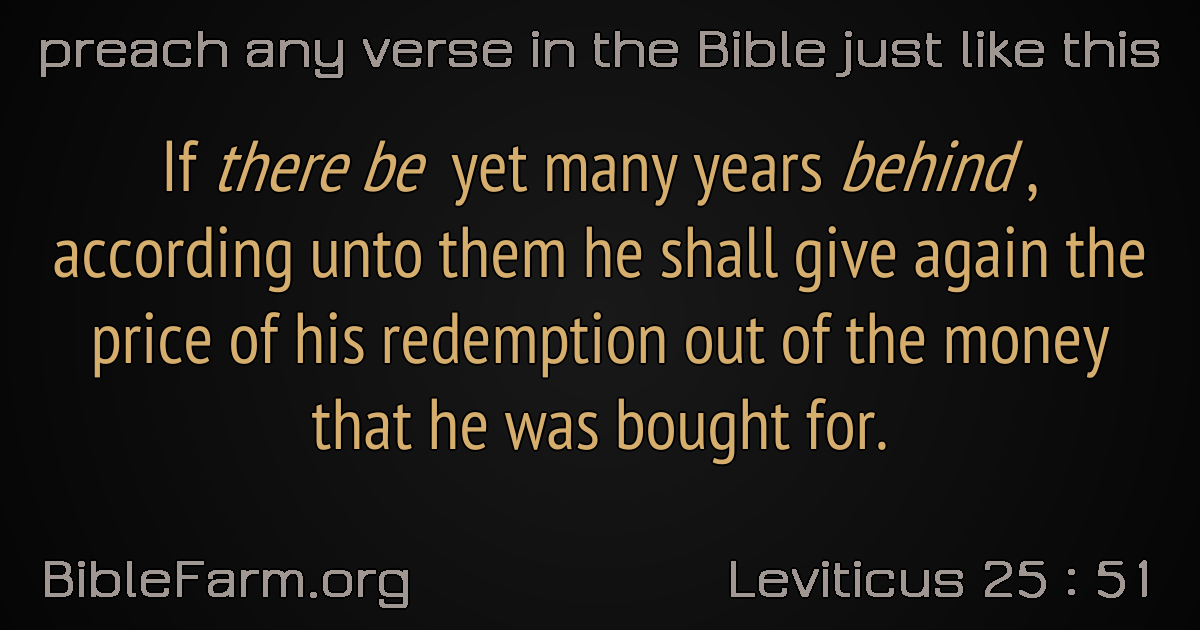 preach any verse in the Bible just like this
If there be yet many years behind ,
according unto them he shall give again the
price of his redemption out of the money
that he was bought for.
BibleFarm.org
Leviticus 25 : 51